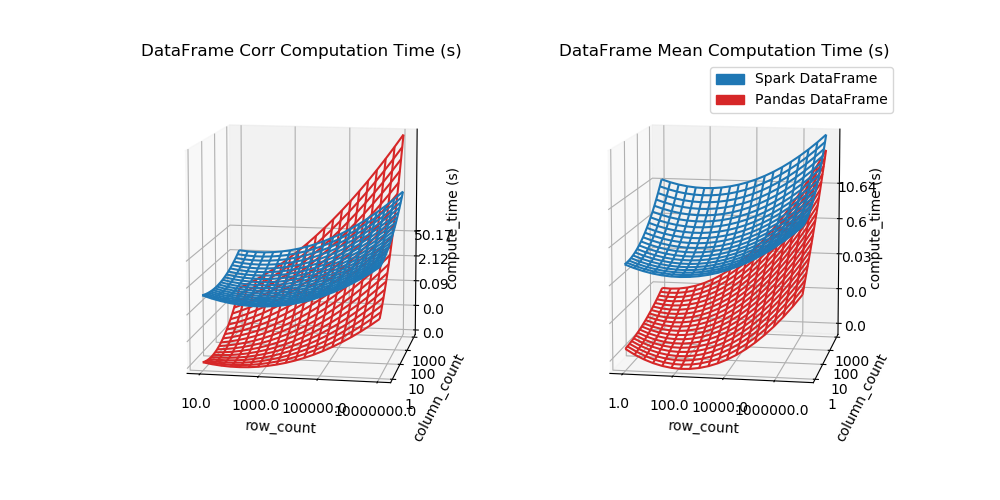 DataFrame Corr Computation Time (s)
50.17
2.12
0.09
0.0
0.0
compute_time (s)
1000
100
10
1
column_count
10.0
1000.0
100000.0
10000000.0
row_count
DataFrame Mean Computation Time (s)
Spark DataFrame
Pandas DataFrame
10.64
0.6
0.03
0.0
0.0
compute_time (s)
1000
100
10
1
column_count
1.0
100.0
10000.0
1000000.0
row_count